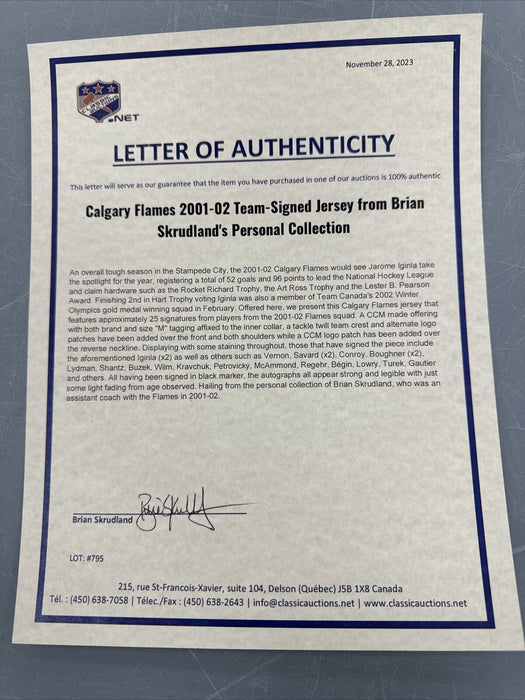 November 28, 2023
.NET
LETTER OF AUTHENTICITY
This letter will serve as our guarantee that the item you have purchased in one of our auctions is 100% authentic
Calgary Flames 2001-02 Team-Signed Jersey from Brian
Skrudland's Personal Collection
An overall tough season in the Stampede City, the 2001-02 Calgary Flames would see Jarome Iginla take
the spotlight for the year, registering a total of 52 goals and 96 points to lead the National Hockey League
and claim hardware such as the Rocket Richard Trophy, the Art Ross Trophy and the Lester B. Pearson
Award. Finishing 2nd in Hart Trophy voting Iginla was also a member of Team Canada's 2002 Winter
Olympics gold medal winning squad in February. Offered here, we present this Calgary Flames jersey that
features approximately 25 signatures from players from the 2001-02 Flames squad. A CCM made offering
with both brand and size "M" tagging affixed to the inner collar, a tackle twill team crest and alternate logo
patches have been added over the front and both shoulders while a CCM logo patch has been added over
the reverse neckline. Displaying with some staining throughout, those that have signed the piece include
the aforementioned Iginla (x2) as well as others such as Vernon, Savard (x2), Conroy, Boughner (x2),
Lydman, Shantz, Buzek, Wilm, Kravchuk, Petrovický, McAmmond, Regehr, Bégin, Lowry, Turek, Gautier
and others. All having been signed in black marker, the autographs all appear strong and legible with just
some light fading from age observed. Hailing from the personal collection of Brian Skrudland, who was an
assistant coach with the Flames in 2001-02.
Brian Skrudland
LOT: #795
215, rue St-Francois-Xavier, suite 104, Delson (Québec) J5B 1X8 Canada
Tél. : (450) 638-7058 | Télec./Fax : (450) 638-2643 | info@classicauctions.net | www.classicauctions.net